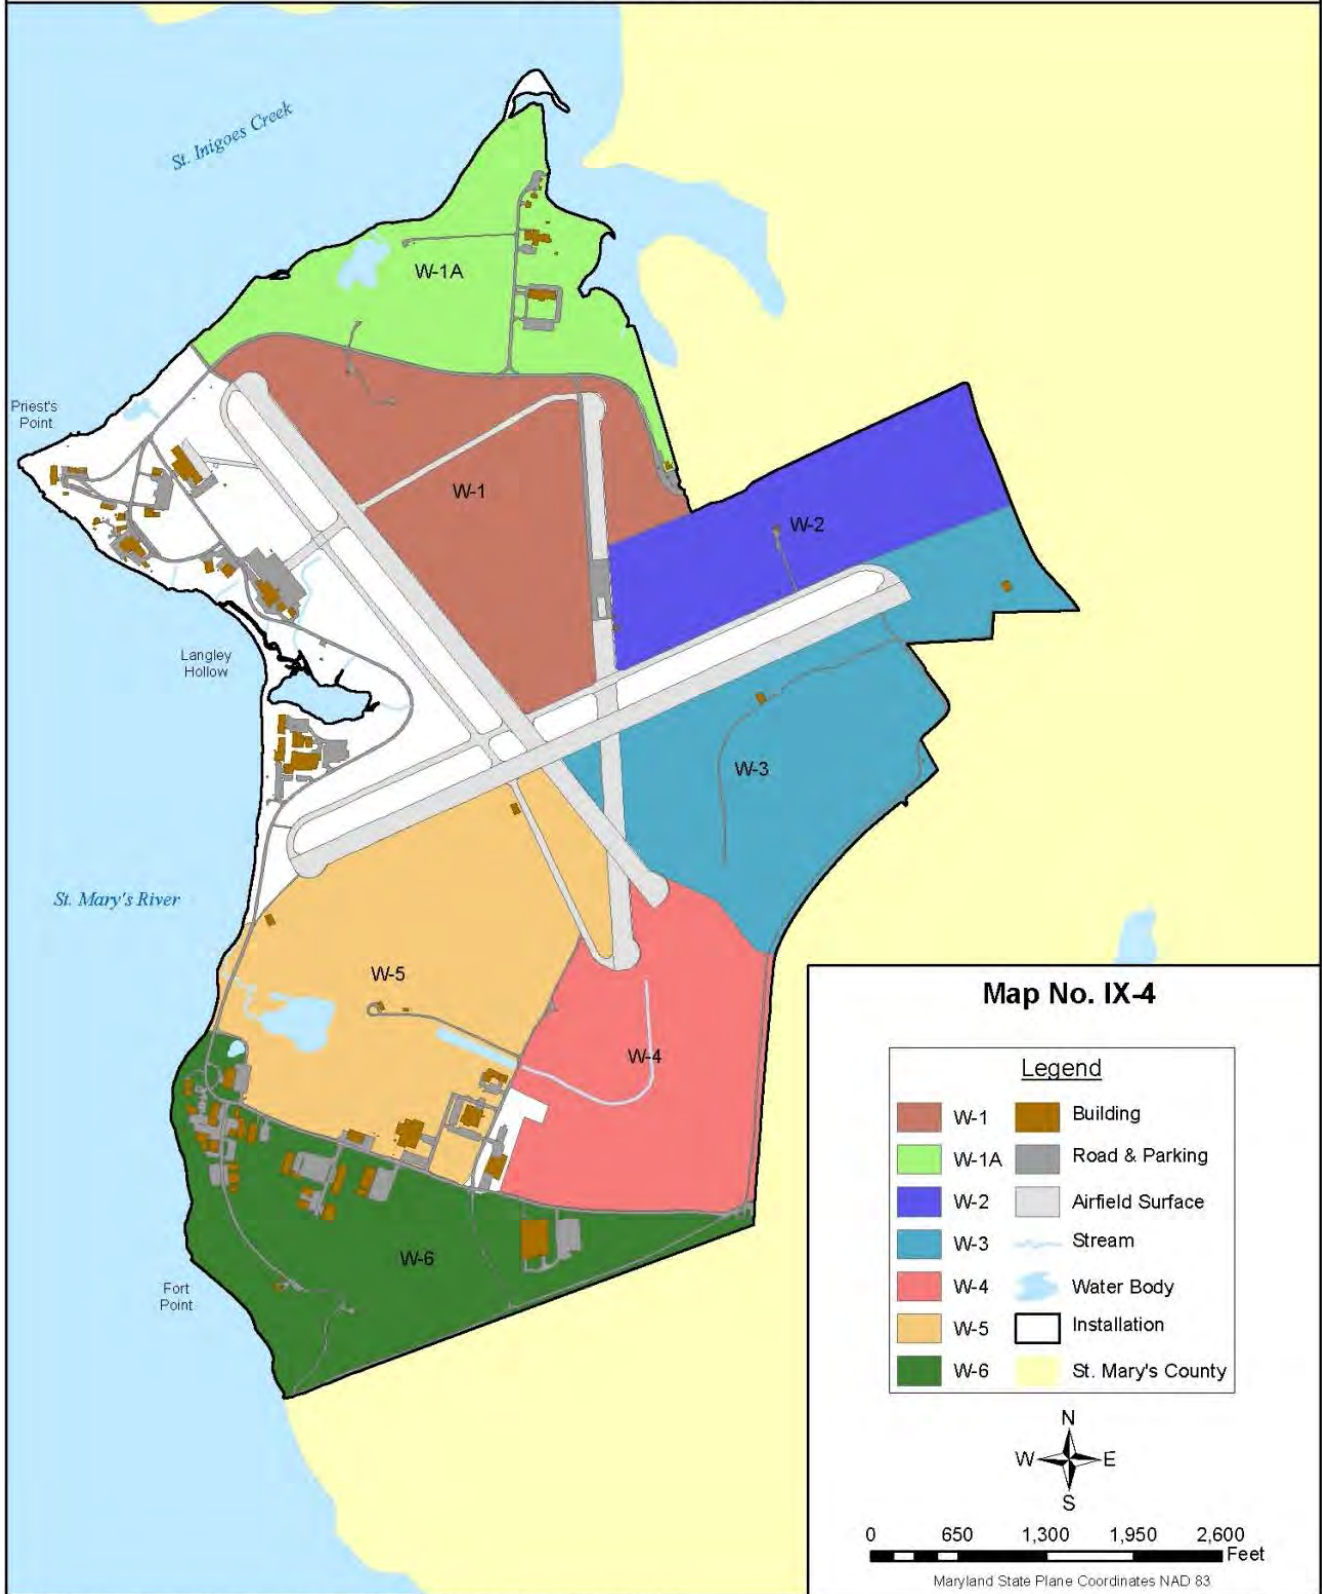 St. Inigoes Creek
W-1A
Priest's
Point
W-1
W-2
Langley
Hollow
W-3
St. Mary's River
W-5
W-4
W-6
Fort
Point
Map No. IX-4
Legend
W-1 Building
W-1A Road & Parking
W-2 Airfield Surface
W-3 Stream
W-4 Water Body
W-5 Installation
W-6 St. Mary's County
N
W E
S
0 650 1,300 1,950 2,600
Feet
Maryland State Plane Coordinates NAD 83